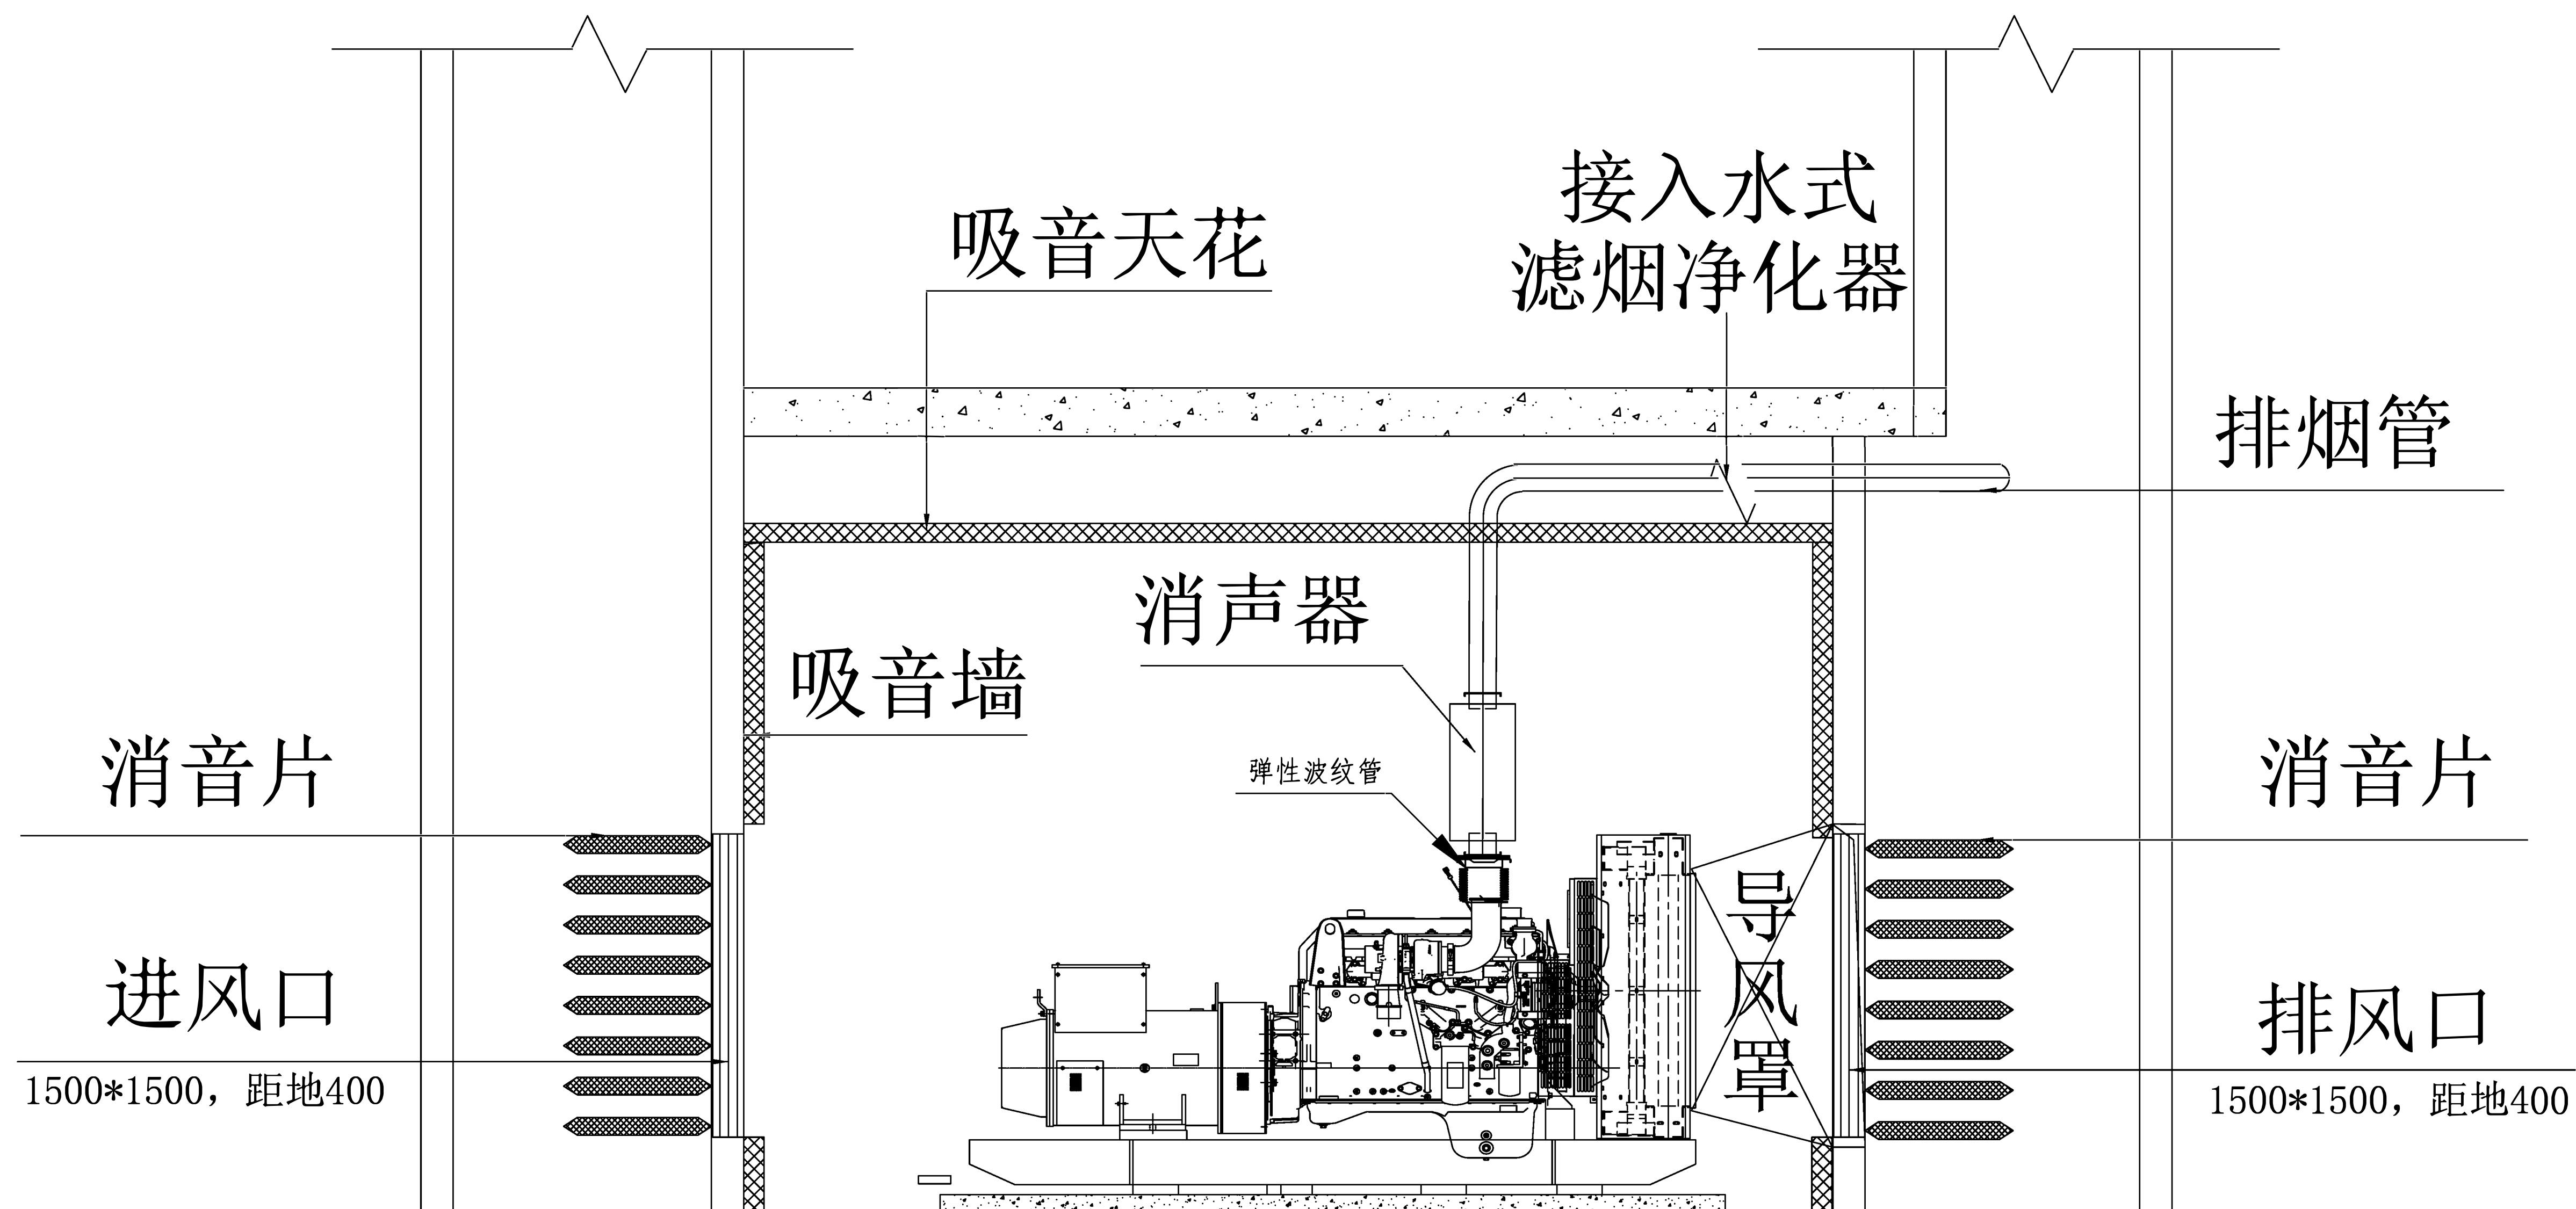 接入水式
滤烟净化器
吸音天花
排烟管
消声器
吸音墙
消音片
弹性波纹管
消音片
导
风
罩
进风口
1500*1500，距地400
排风口
1500*1500，距地400